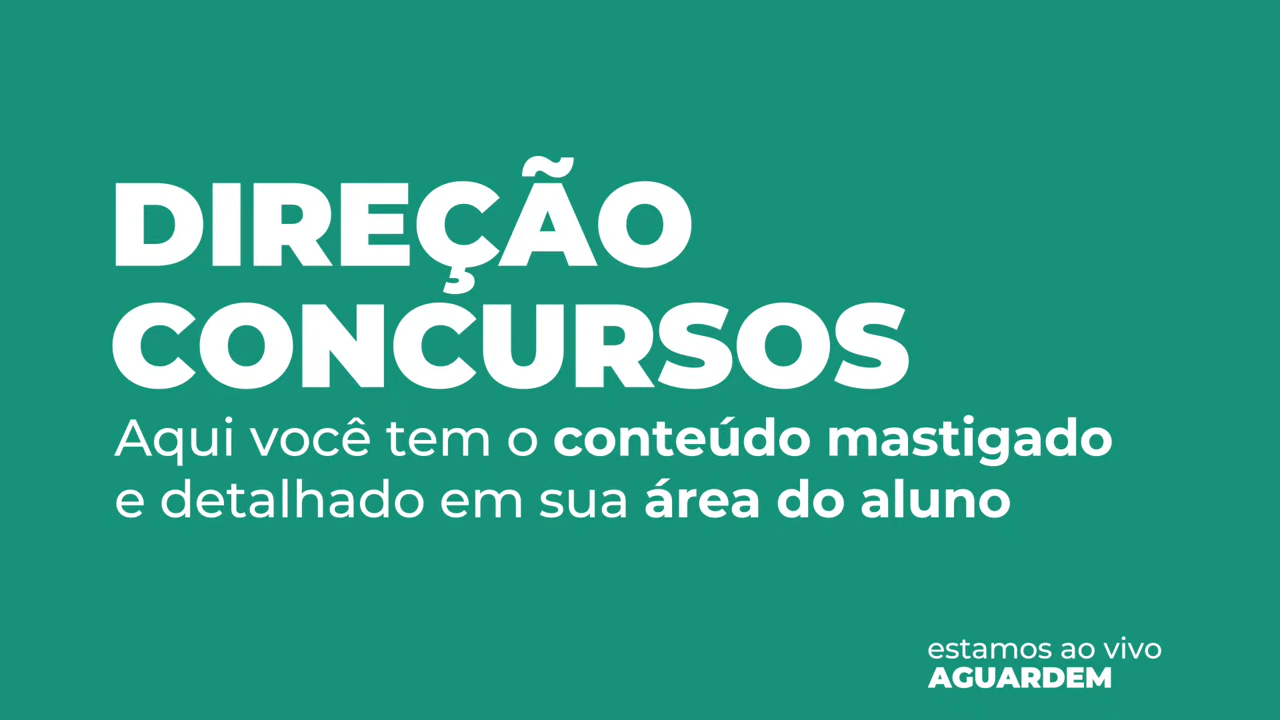 DIREÇÃO
CONCURSOS
Aqui você tem o conteúdo mastigado
e detalhado em sua área do aluno
estamos ao vivo
AGUARDEM